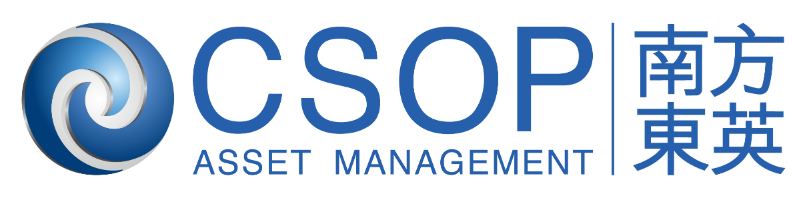 CSOP
ASSET MANAGEMENT
南方
東英